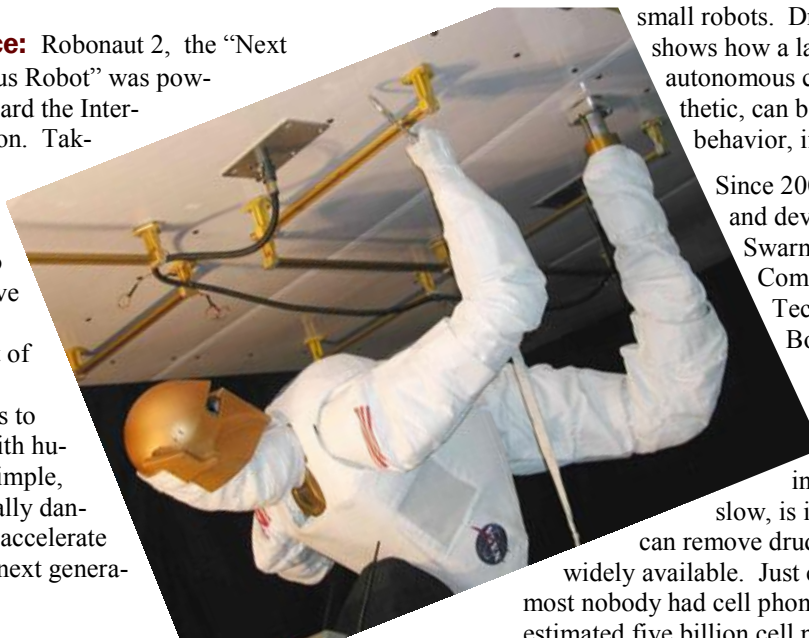 ce: Robonaut 2, the “Next
us Robot” was pow-
ard the Inter-
on. Tak-
ve
of
s to
ith hu-
imple,
ally dan-
accelerate
next genera-
small robots. Di
shows how a la
autonomous c
thetic, can b
behavior, i
Since 200
and dev
Swarn
Com
Tec
Bo
in
slow, is i
can remove drud
widely available. Just
most nobody had cell phon
estimated five billion cell p